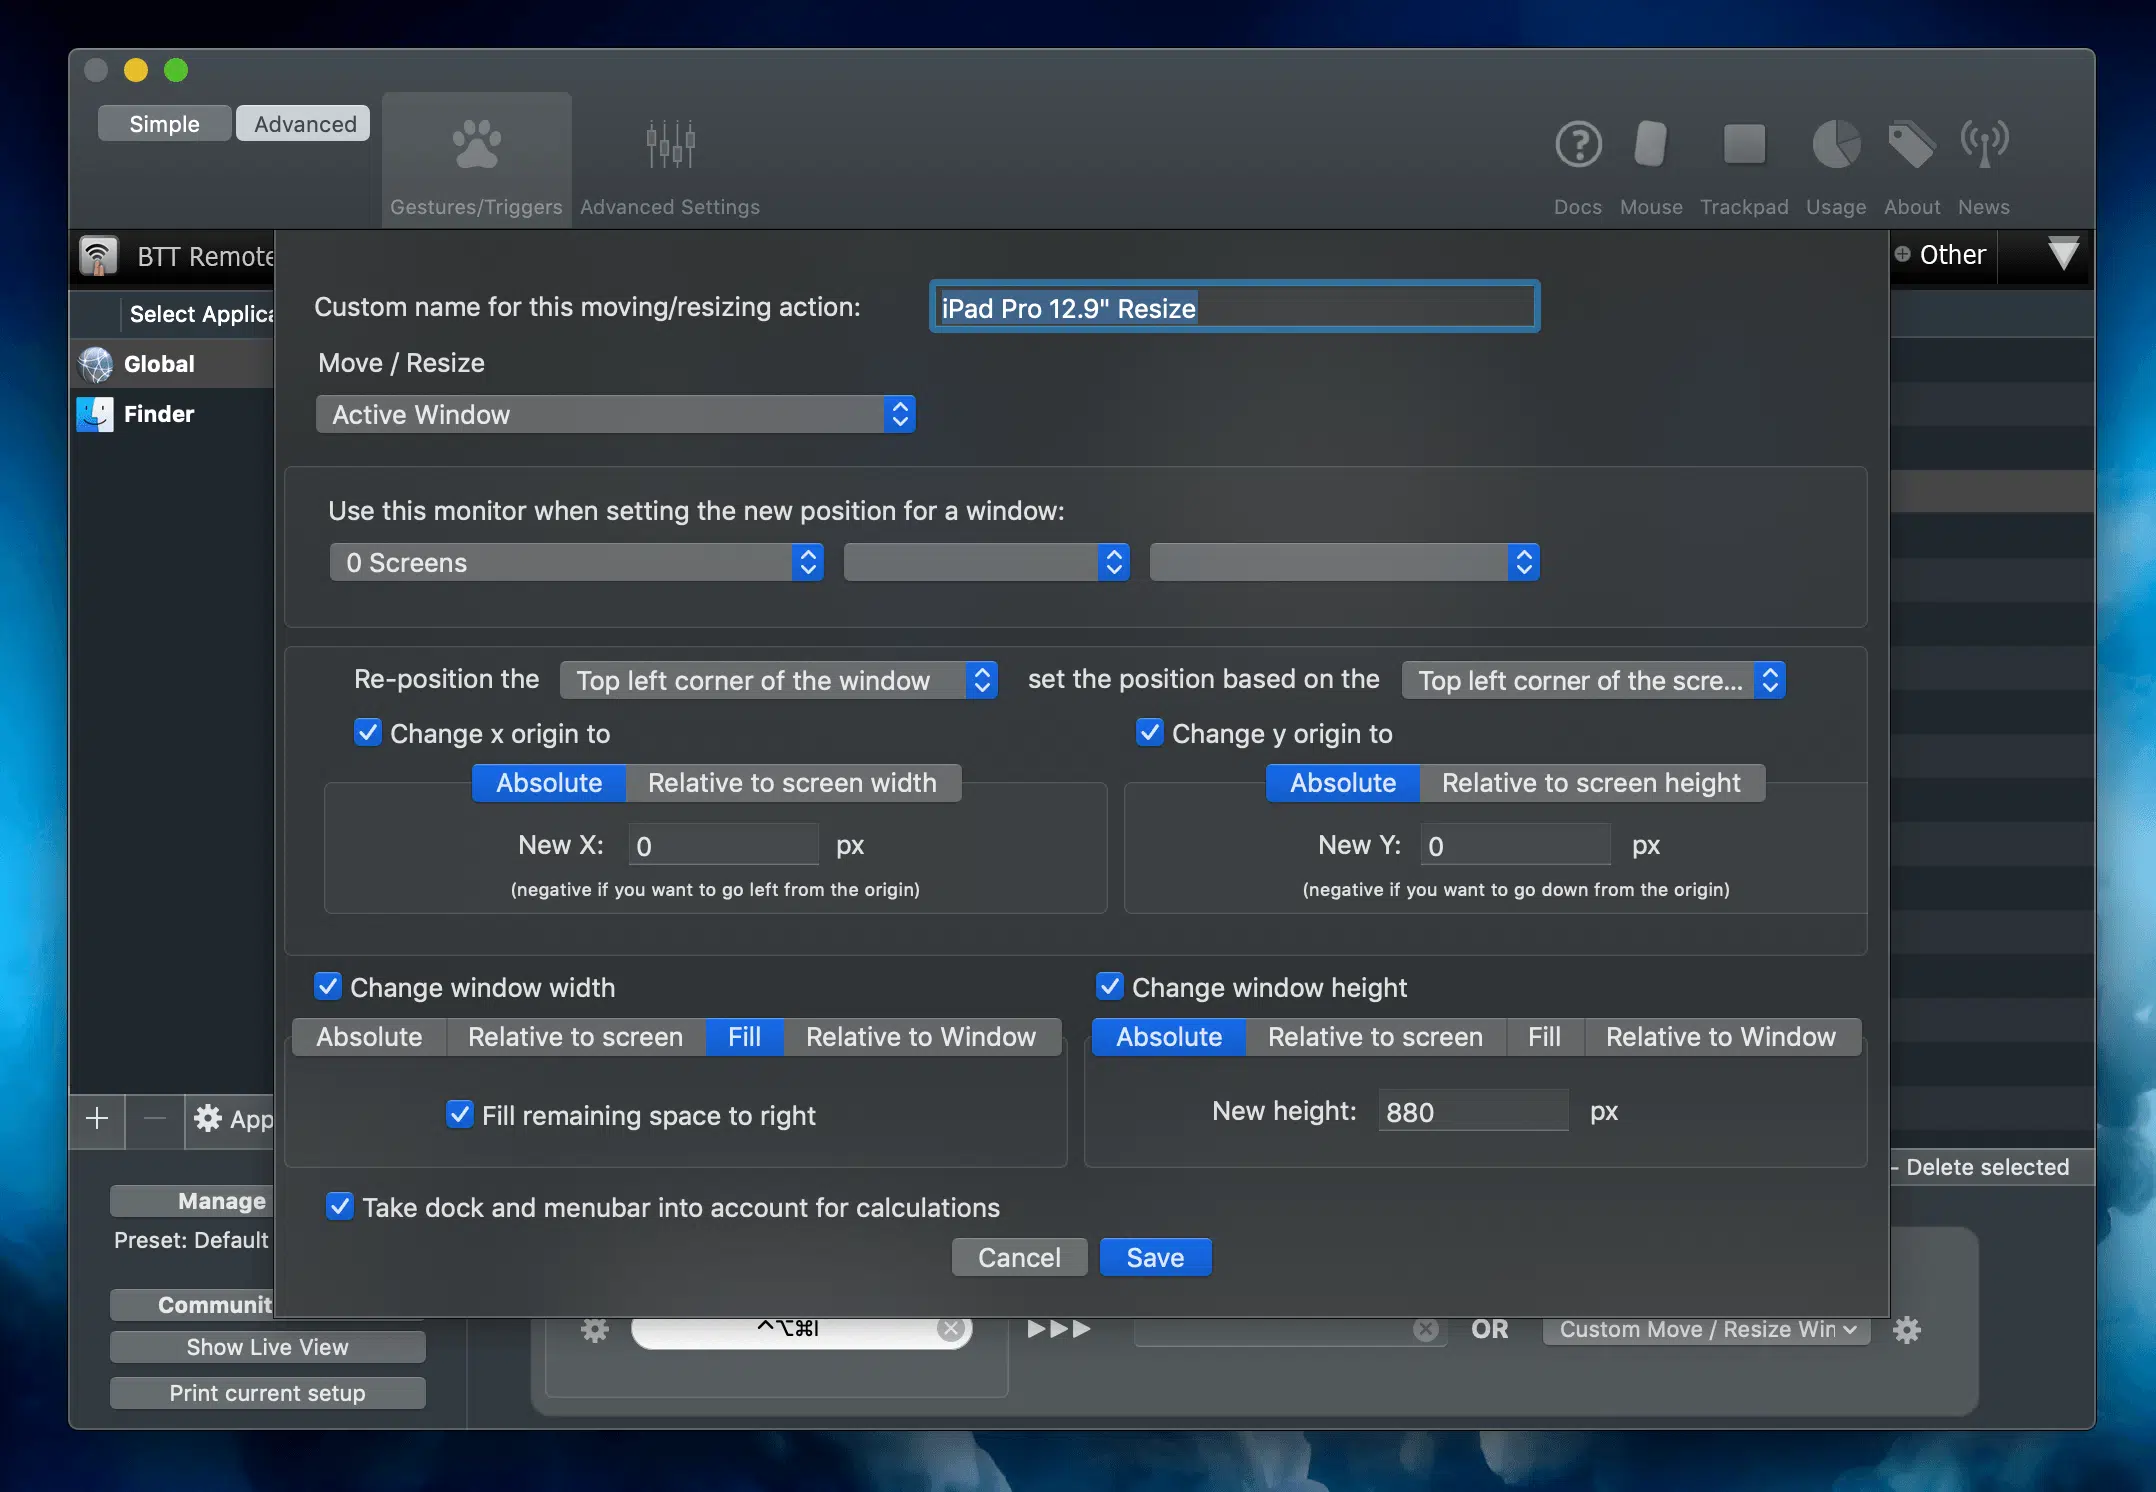 Simple
Advanced
Gestures/Triggers
Advanced Settings
Docs
Mouse
Trackpad
Usage
About
News
BTT Remote
Other
Select Applica
Global
Finder
Custom name for this moving/resizing action:
iPad Pro 12.9" Resize
Move / Resize
Active Window
Use this monitor when setting the new position for a window:
0 Screens
Re-position the
Top left corner of the window
set the position based on the
Top left corner of the scre...
Change x origin to
Change y origin to
Absolute
Relative to screen width
Absolute
Relative to screen height
New X: 0 px
New Y: 0 px
(negative if you want to go left from the origin)
(negative if you want to go down from the origin)
Change window width
Change window height
Absolute
Relative to screen
Fill
Relative to Window
Absolute
Relative to screen
Fill
Relative to Window
Fill remaining space to right
New height: 880 px
+
App
- Delete selected
Take dock and menubar into account for calculations
Manage
Preset: Default
Cancel
Save
Communit
Show Live View
Print current setup
^⌥⌘I
OR
Custom Move / Resize Win